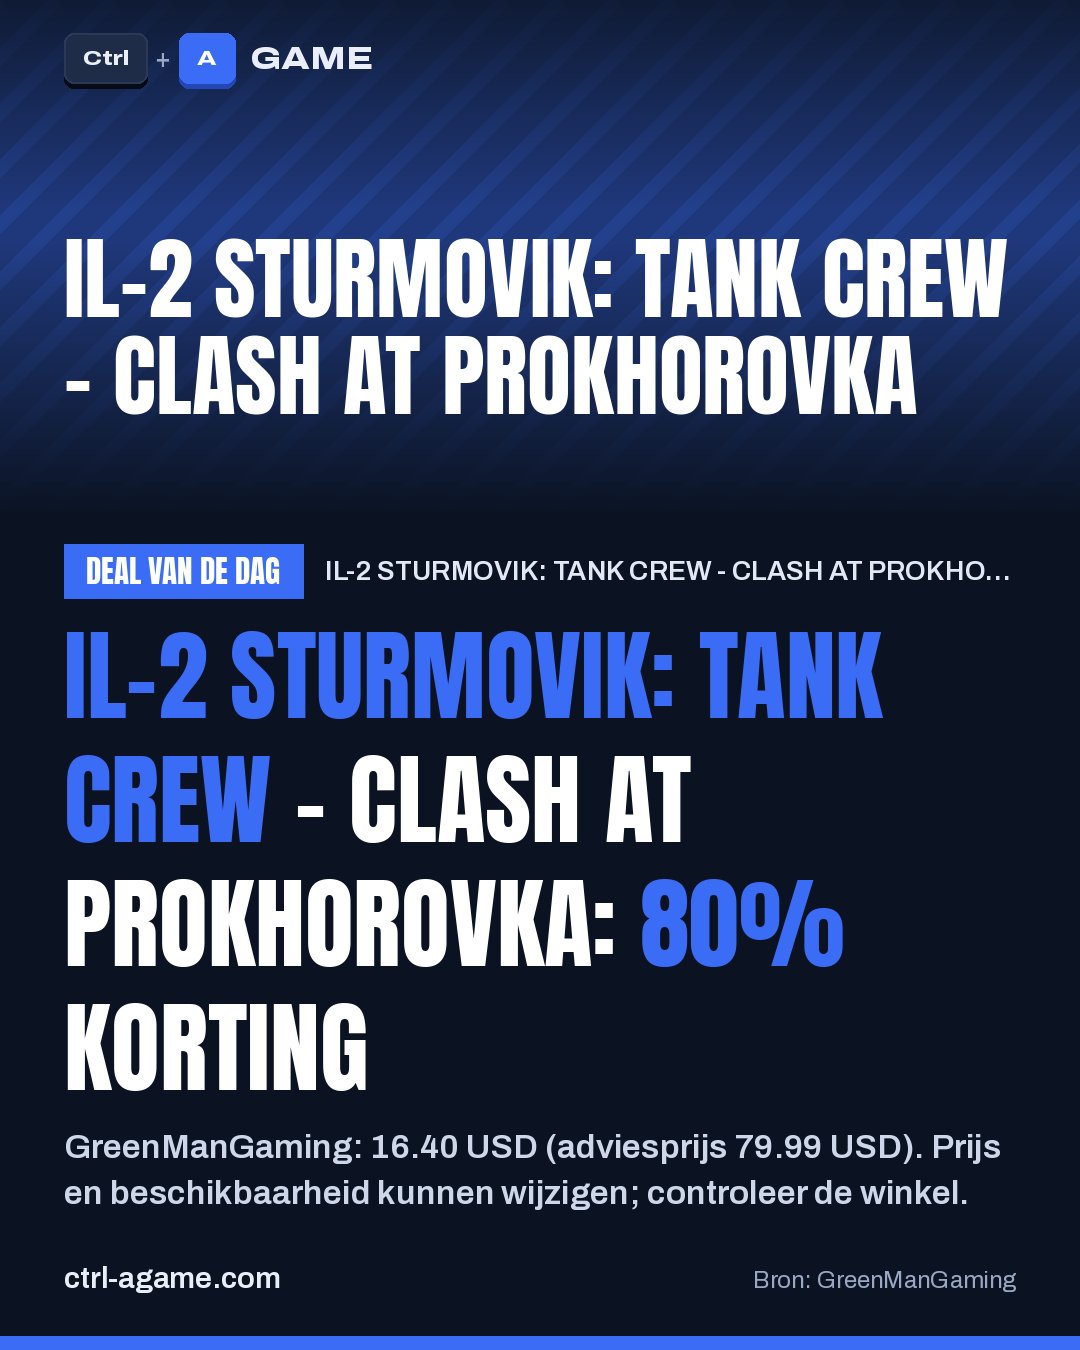 Ctrl + A GAME
IL-2 STURMOVIK: TANK CREW
- CLASH AT PROKHOROVKA
DEAL VAN DE DAG IL-2 STURMOVIK: TANK CREW - CLASH AT PROKHO...
IL-2 STURMOVIK: TANK
CREW - CLASH AT
PROKHOROVKA: 80%
KORTING
GreenManGaming: 16.40 USD (adviesprijs 79.99 USD). Prijs
en beschikbaarheid kunnen wijzigen; controleer de winkel.
ctrl-agame.com Bron: GreenManGaming